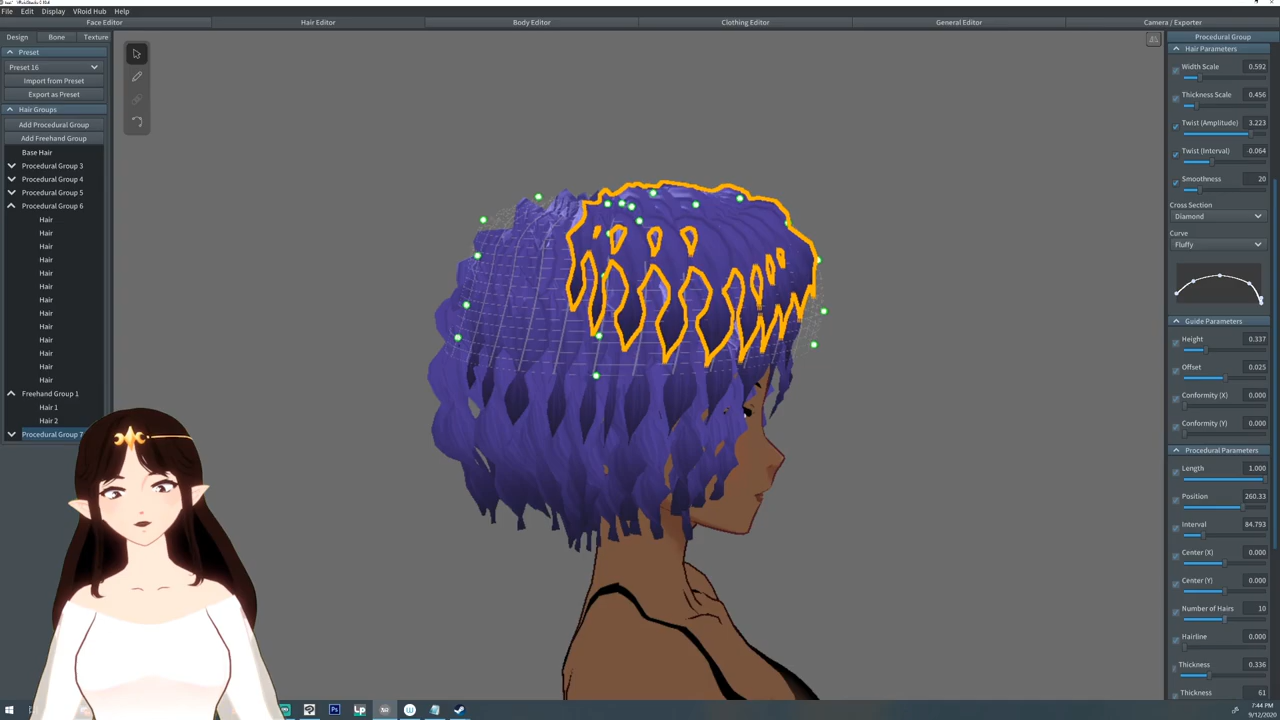 File Edit Display VRoid Hub Help
Face Editor Hair Editor Body Editor Clothing Editor General Editor Camera / Exporter
Design Bone Texture
Preset
Preset 16
Import from Preset
Export as Preset
Hair Groups
Add Procedural Group
Add Freehand Group
Base Hair
Procedural Group 3
Procedural Group 4
Procedural Group 5
Procedural Group 6
Hair
Hair
Hair
Hair
Hair
Hair
Hair
Hair
Hair
Hair
Hair
Hair
Hair
Freehand Group 1
Hair 1
Hair 2
Procedural Group 7
Procedural Group
Hair Parameters
Width Scale 0.592
Thickness Scale 0.456
Twist (Amplitude) 3.223
Twist (Interval) -0.064
Smoothness 20
Cross Section
Diamond
Curve
Fluffy
Guide Parameters
Height 0.337
Offset 0.025
Conformity (X) 0.000
Conformity (Y) 0.000
Procedural Parameters
Length 1.000
Position 260.33
Interval 84.793
Center (X) 0.000
Center (Y) 0.000
Number of Hairs 10
Hairline 0.000
Thickness 0.336
Thickness 61
Ps Lp
7:44 PM
9/12/2020